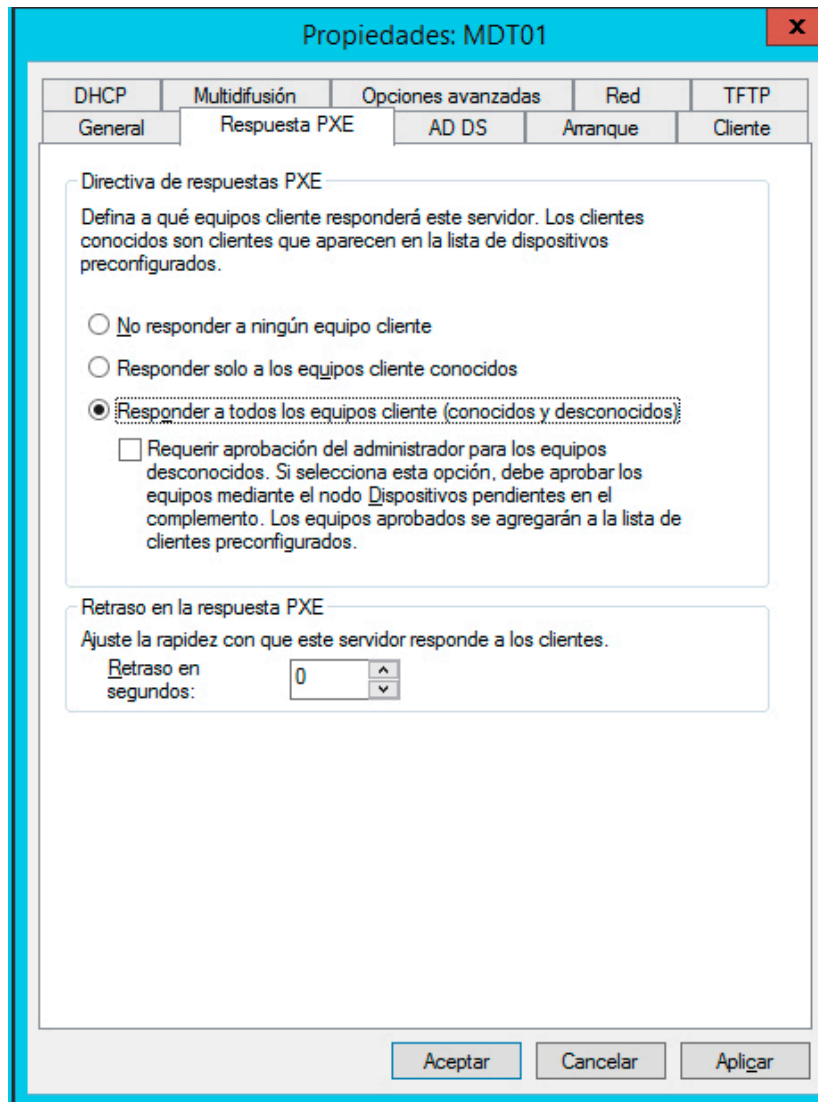 Propiedades: MDT01
x
DHCP Multidifusión Opciones avanzadas Red TFTP
General Respuesta PXE AD DS Arranque Cliente
Directiva de respuestas PXE
Defina a qué equipos cliente responderá este servidor. Los clientes
conocidos son clientes que aparecen en la lista de dispositivos
preconfigurados.
No responder a ningún equipo cliente
Responder solo a los equipos cliente conocidos
Responder a todos los equipos cliente (conocidos y desconocidos)
Requerir aprobación del administrador para los equipos
desconocidos. Si selecciona esta opción, debe aprobar los
equipos mediante el nodo Dispositivos pendientes en el
complemento. Los equipos aprobados se agregarán a la lista de
clientes preconfigurados.
Retraso en la respuesta PXE
Ajuste la rapidez con que este servidor responde a los clientes.
Retraso en 0
segundos:
Aceptar Cancelar Aplicar